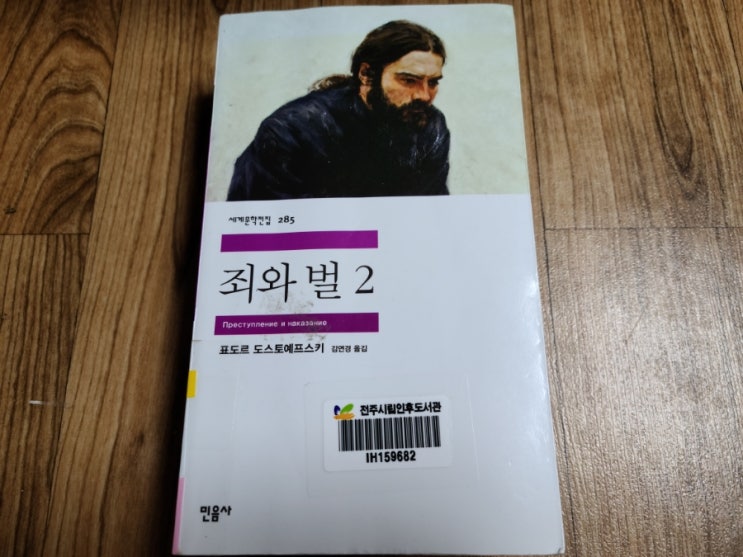 세계문학전집 285
죄와 벌 2
Преступление и наказание
표도르 도스토예프스키 김연경 옮김
전주시립인후도서관
IH159682
민음사